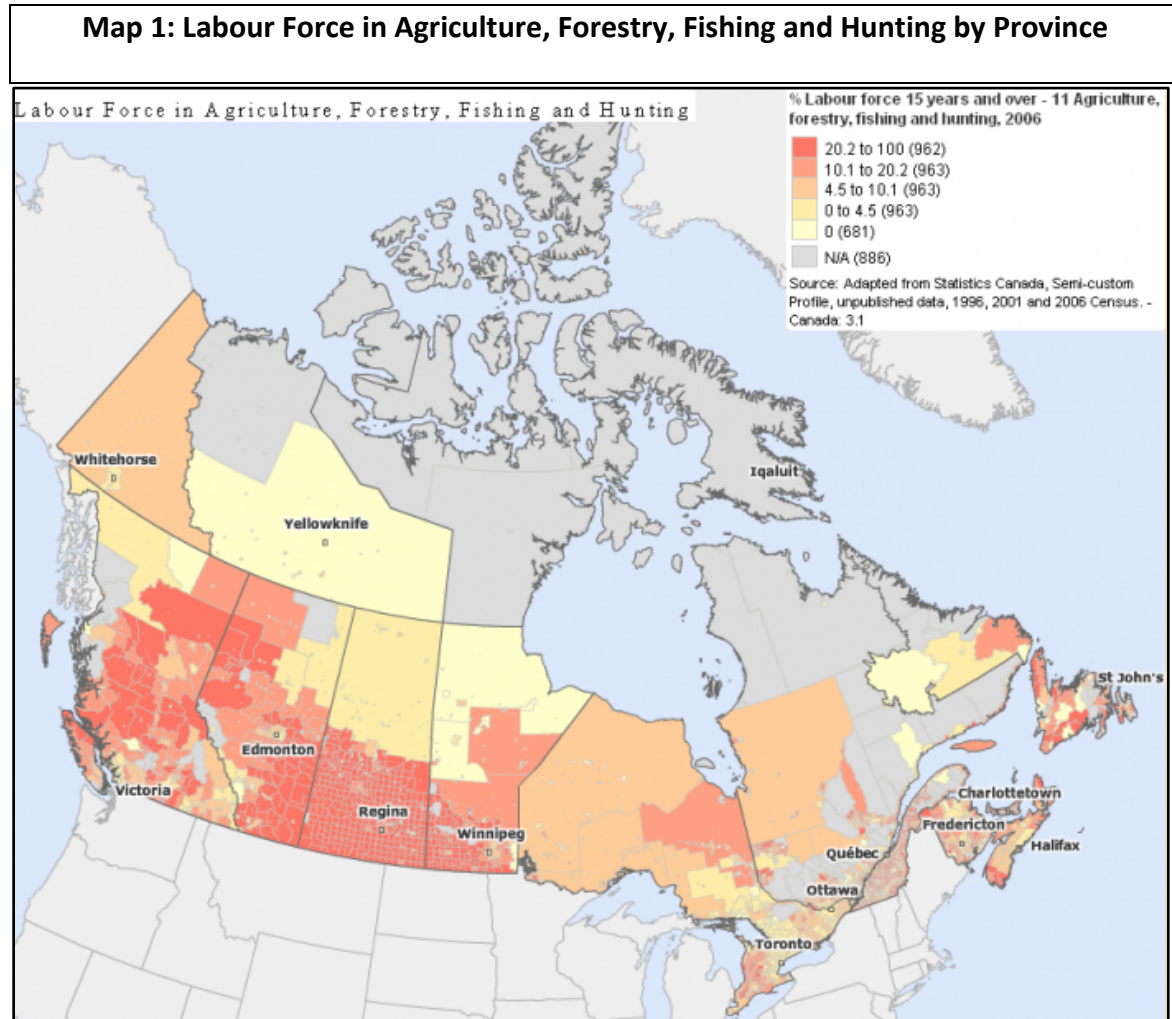 Map 1: Labour Force in Agriculture, Forestry, Fishing and Hunting by Province
Labour Force in Agriculture, Forestry, Fishing and Hunting
% Labour force 15 years and over - 11 Agriculture,
forestry, fishing and hunting, 2006
20.2 to 100 (962)
10.1 to 20.2 (963)
4.5 to 10.1 (963)
0 to 4.5 (963)
0 (681)
N/A (886)
Source: Adapted from Statistics Canada, Semi-custom
Profile, unpublished data, 1996, 2001 and 2006 Census. -
Canada: 3.1
Whitehorse
Iqaluit
Yellowknife
St John's
Edmonton
Victoria
Charlottetown
Regina
Fredericton
Winnipeg
Halifax
Québec
Ottawa
Toronto